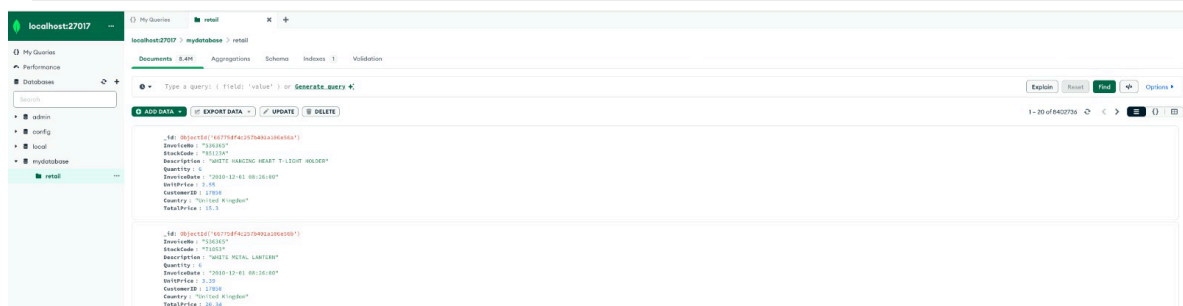 localhost:27017 ...
{} My Queries
Performance
Databases
Search
admin
config
local
mydatabase
retail ...
{} My Queries
retail
localhost:27017 > mydatabase > retail
Documents 8.4M Aggregations Schema Indexes 1 Validation
Type a query: { field: 'value' } or Generate query
Explain Reset Find </> Options
ADD DATA EXPORT DATA UPDATE DELETE
1 – 20 of 8402736
_id: ObjectId('
InvoiceNo : "536365"
StockCode : "85123A"
Description : "WHITE HANGING HEART T-LIGHT HOLDER"
Quantity : 6
InvoiceDate : "2010-12-01 08:26:00"
UnitPrice : 2.55
CustomerID : 17850
Country : "United Kingdom"
TotalPrice : 15.3
_id: ObjectId('
InvoiceNo : "536365"
StockCode : "71053"
Description : "WHITE METAL LANTERN"
Quantity : 6
InvoiceDate : "2010-12-01 08:26:00"
UnitPrice : 3.39
CustomerID : 17850
Country : "United Kingdom"
TotalPrice : 20.34